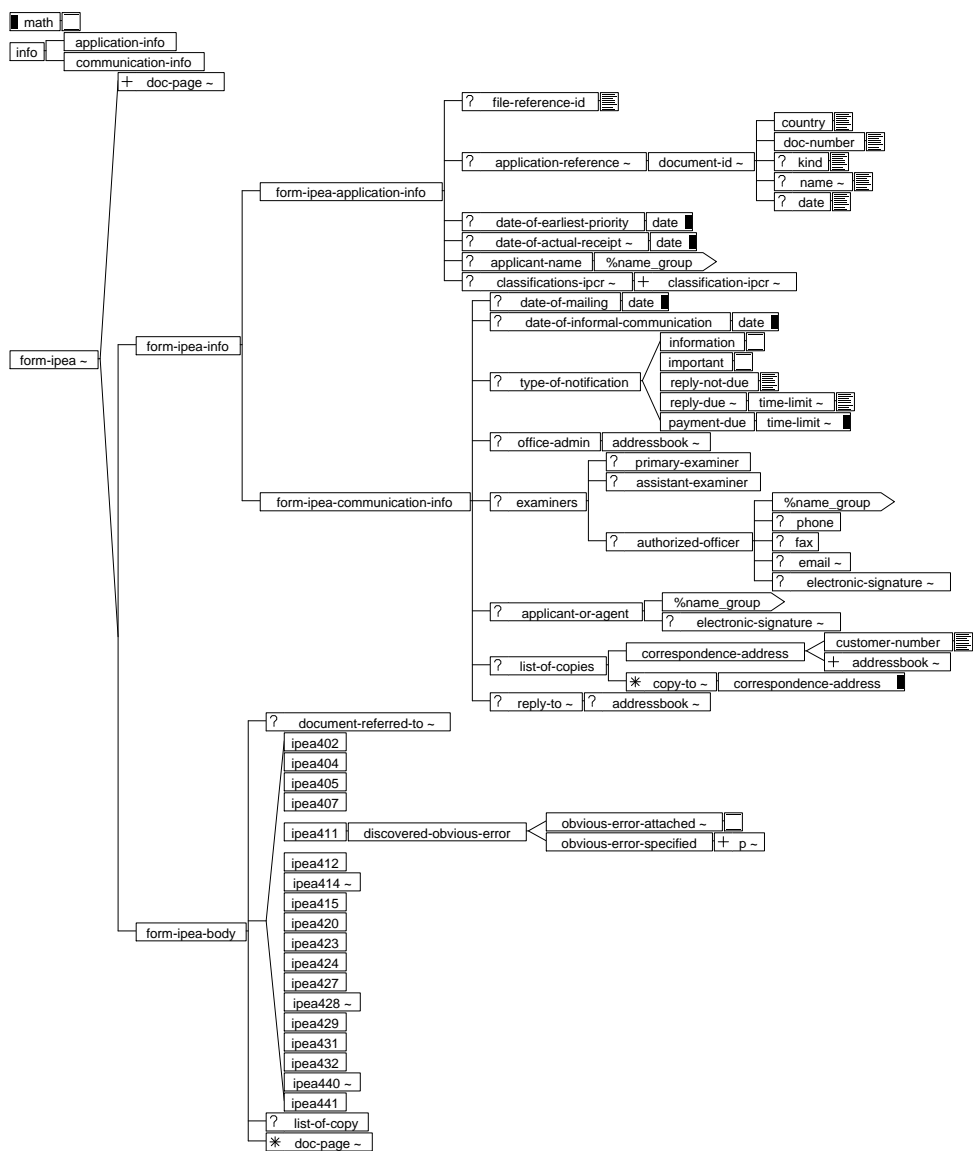 math
info
application-info
communication-info
+ doc-page ~
? file-reference-id
country
doc-number
? application-reference ~ document-id ~ ? kind
? name ~
? date
form-ipea-application-info
? date-of-earliest-priority date
? date-of-actual-receipt ~ date
? applicant-name %name_group
? classifications-ipcr ~ + classification-ipcr ~
? date-of-mailing date
? date-of-informal-communication date
information
form-ipea ~ form-ipea-info
important
? type-of-notification reply-not-due
reply-due ~ time-limit ~
payment-due time-limit ~
? office-admin addressbook ~
? primary-examiner
? assistant-examiner
form-ipea-communication-info ? examiners %name_group
? phone
? authorized-officer ? fax
? email ~
? electronic-signature ~
? applicant-or-agent %name_group
? electronic-signature ~
customer-number
? list-of-copies correspondence-address + addressbook ~
* copy-to ~ correspondence-address
? reply-to ~ ? addressbook ~
? document-referred-to ~
ipea402
ipea404
ipea405
ipea407
ipea411 discovered-obvious-error obvious-error-attached ~
obvious-error-specified + p ~
ipea412
ipea414 ~
ipea415
ipea420
form-ipea-body
ipea423
ipea424
ipea427
ipea428 ~
ipea429
ipea431
ipea432
ipea440 ~
ipea441
? list-of-copy
* doc-page ~